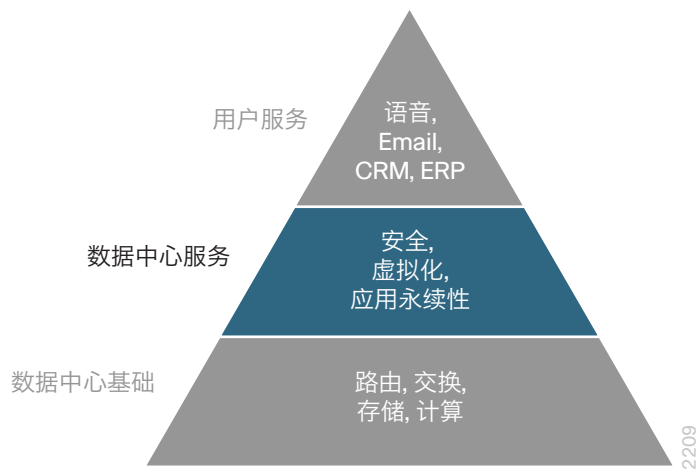 用户服务
语音,
Email,
CRM, ERP
数据中心服务
安全,
虚拟化,
应用永续性
数据中心基础
路由, 交换,
存储, 计算
2209